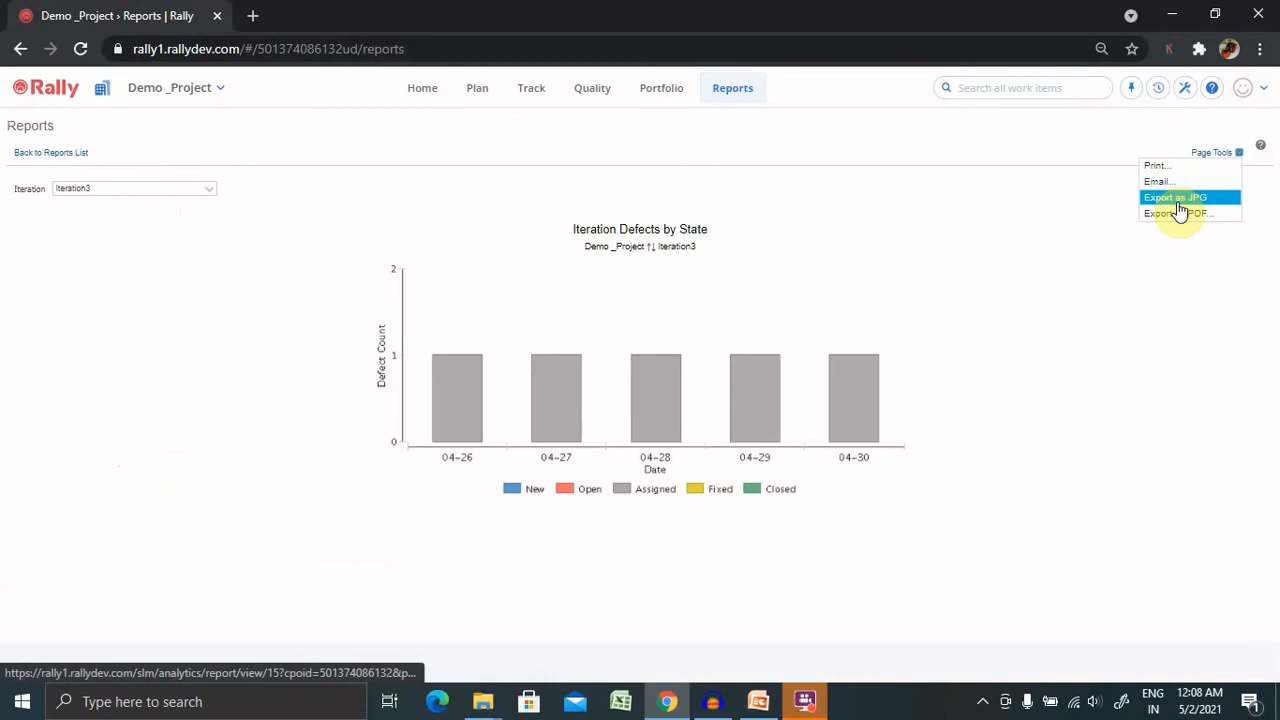 Demo _Project › Reports | Rally
rally1.rallydev.com/#/501374086132ud/reports
K
Rally
Demo _Project
Home
Plan
Track
Quality
Portfolio
Reports
Search all work items
Reports
Back to Reports List
Page Tools
Print...
Email...
Export as JPG
Export PDF...
Iteration
Iteration3
Iteration Defects by State
Demo _Project ↑↓ Iteration3
Defect Count
2
1
0
04-26 04-27 04-28 04-29 04-30
Date
New Open Assigned Fixed Closed
https://rally1.rallydev.com/slm/analytics/report/view/15?cpoid=501374086132&p...
Type here to search
ENG
IN
12:08 AM
5/2/2021
1